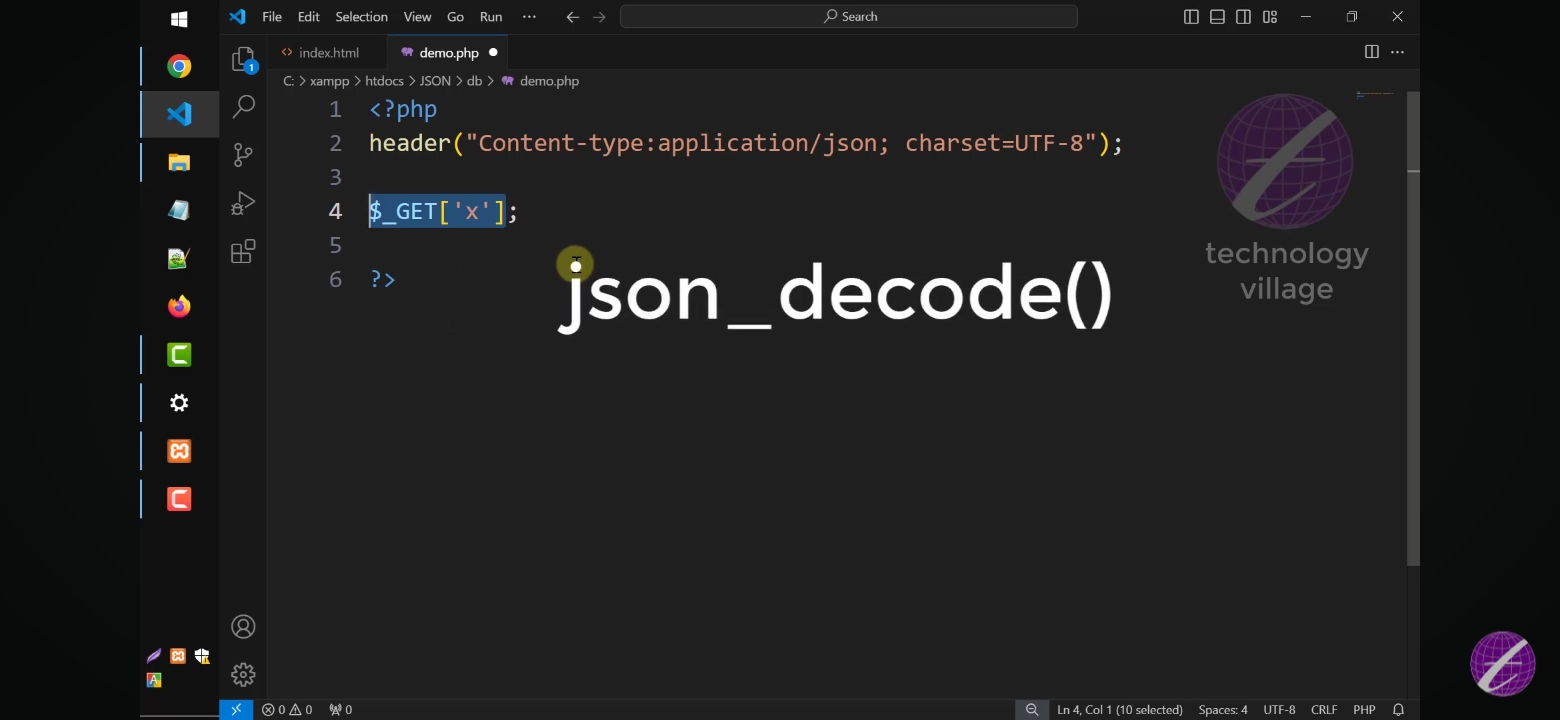 File Edit Selection View Go Run ···
Search
index.html
demo.php
1
C: > xampp > htdocs > JSON > db > demo.php
1 <?php
2 header("Content-type:application/json; charset=UTF-8");
3
4 $_GET['x'];
5
6 ?>
json_decode()
technology
village
0 0 0
Ln 4, Col 1 (10 selected) Spaces: 4 UTF-8 CRLF PHP